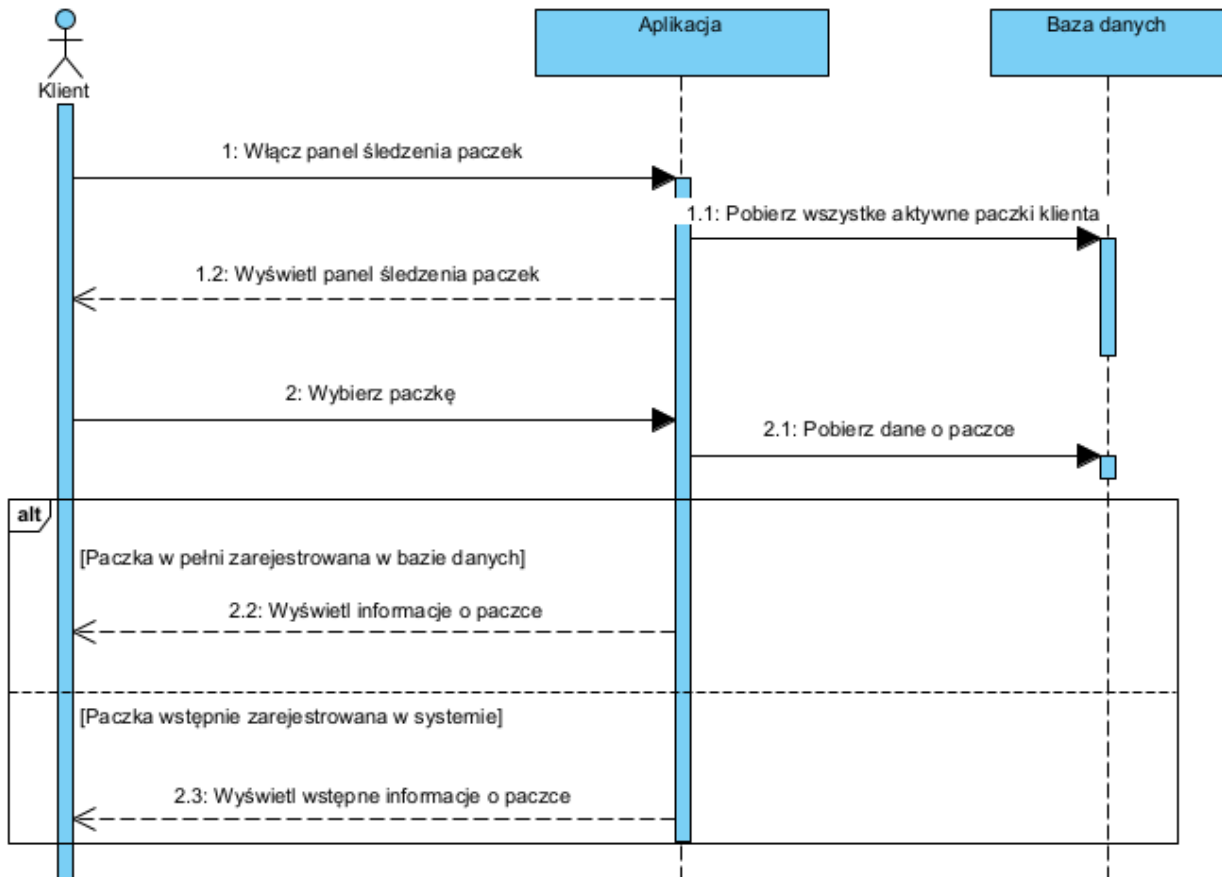 Aplikacja
Baza danych
Klient
1: Włącz panel śledzenia paczek
1.1: Pobierz wszystke aktywne paczki klienta
1.2: Wyświetl panel śledzenia paczek
2: Wybierz paczkę
2.1: Pobierz dane o paczce
alt
[Paczka w pełni zarejestrowana w bazie danych]
2.2: Wyświetl informacje o paczce
[Paczka wstępnie zarejestrowana w systemie]
2.3: Wyświetl wstępne informacje o paczce